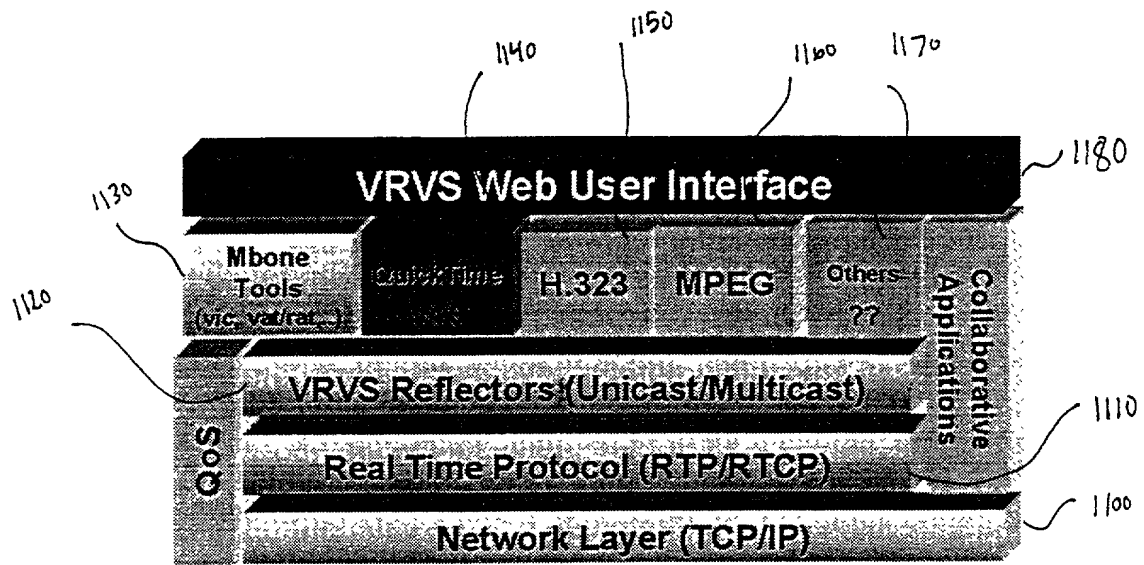 1150
1140
1160
1170
1180
VRVS Web User Interface
1130
Mbone
Tools
(vic, vat/rat,..)
QuickTime
H.323
MPEG
Others
??
Collaborative
Applications
1120
VRVS Reflectors (Unicast/Multicast)
1110
QoS
Real Time Protocol (RTP/RTCP)
1100
Network Layer (TCP/IP)